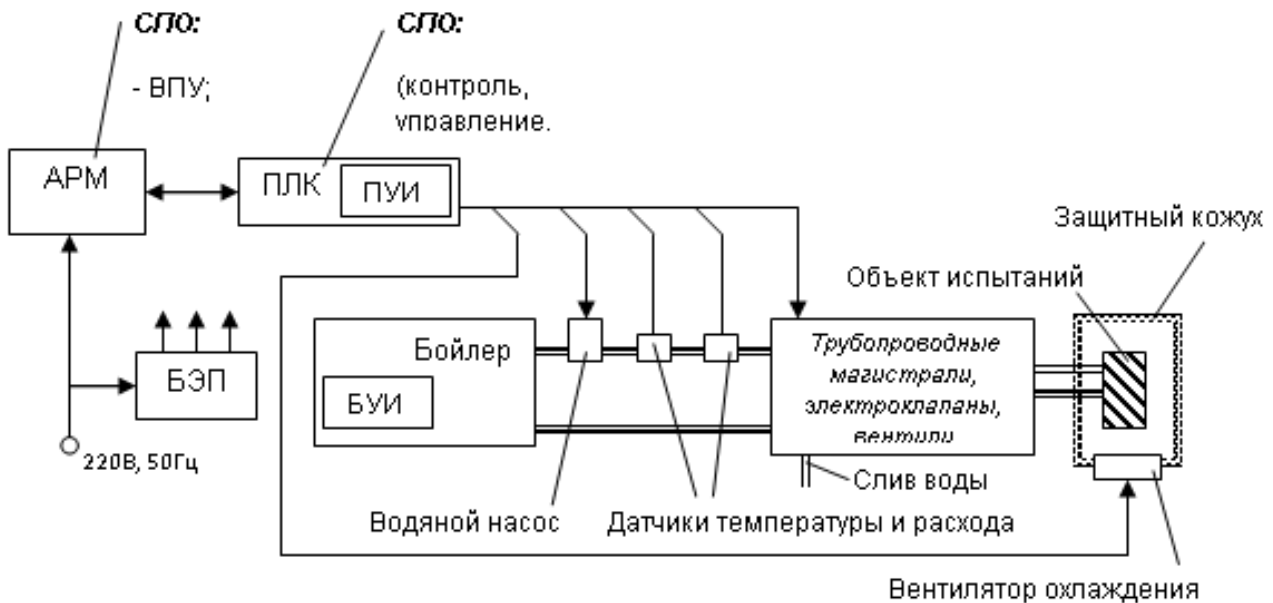 СПО:
- ВПУ;
СПО:
(контроль,
управление.
АРМ
ПЛК
ПУИ
Защитный кожух
Объект испытаний
Бойлер
БУИ
Трубопроводные
магистрали,
электроклапаны,
вентили
БЭП
220В, 50Гц
Слив воды
Водяной насос
Датчики температуры и расхода
Вентилятор охлаждения